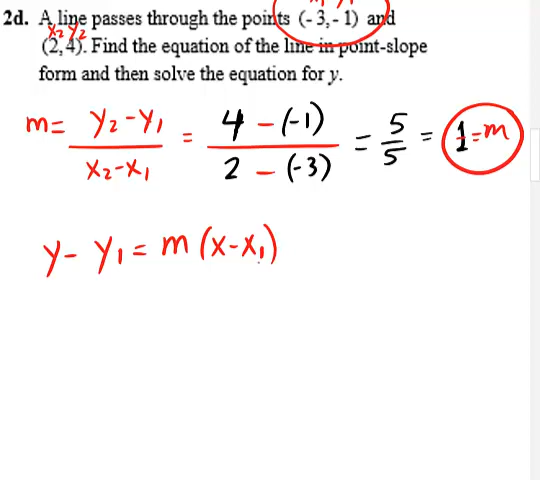 2d. A line passes through the points (-3,-1) and
x2 y2
(2,4). Find the equation of the line in point-slope
form and then solve the equation for y.
m= y2-y1 / x2-x1 = 4-(-1) / 2-(-3) = 5/5 = 1=m
y- y1 = m (x-x1)